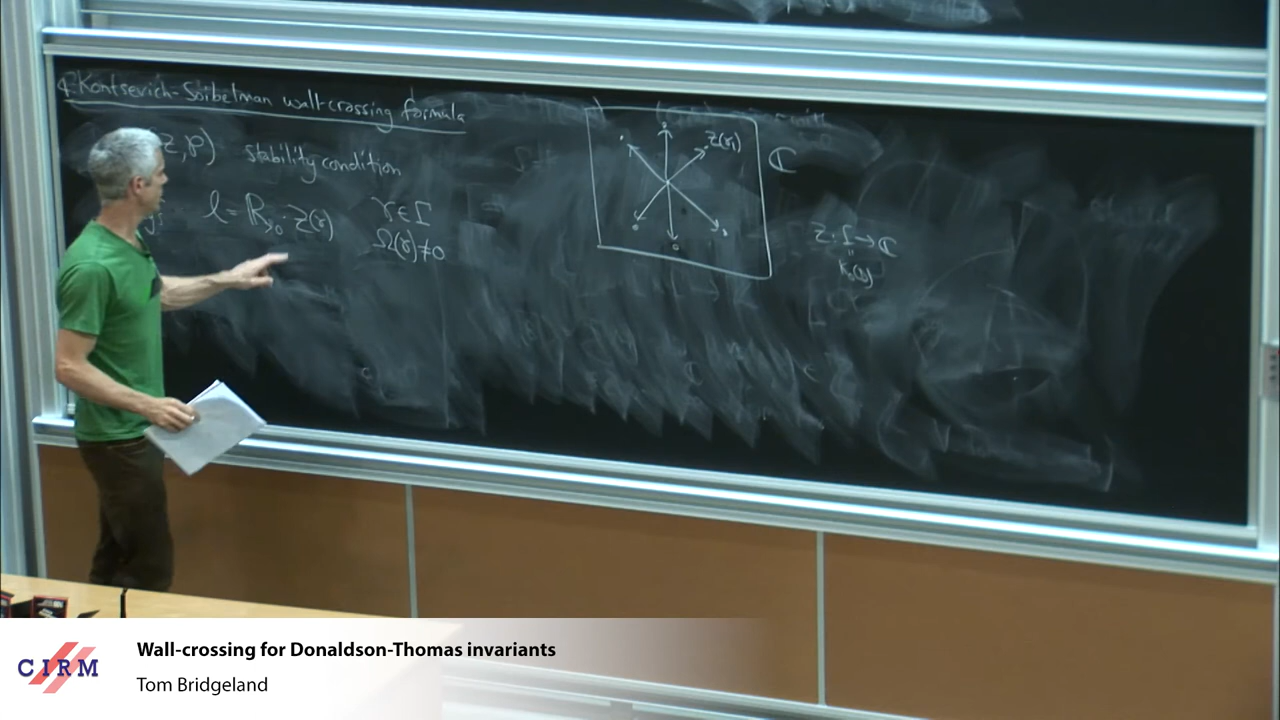 4. Kontsevich-Soibelman wall-crossing formula
Z, P) stability condition
ℓ = ℝ>0 · Z(γ) γ ∈ Γ
Ω(γ) ≠ 0
Z(γ₁)
ℂ
Z : Γ → ℂ
CIRM
Wall-crossing for Donaldson-Thomas invariants
Tom Bridgeland